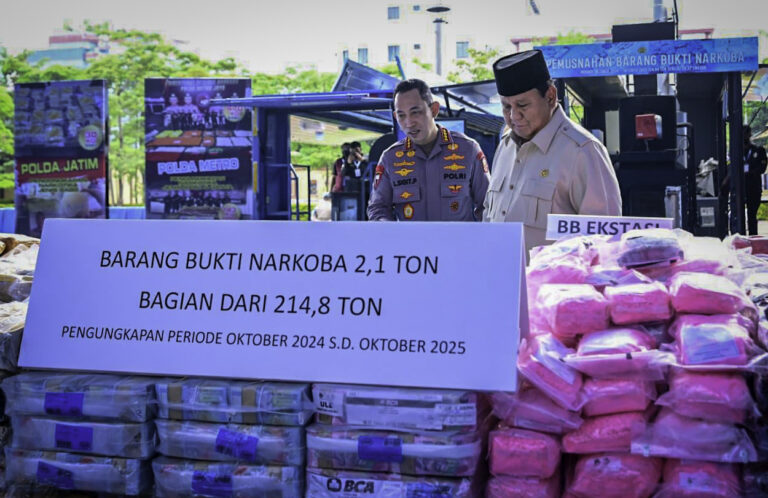 PEMUSNAHAN BARANG BUKTI NARKOBA
POLDA JATIM
POLDA METRO
L.SIGIT.P
POLRI
BB EKSTASI
BARANG BUKTI NARKOBA 2,1 TON
BAGIAN DARI 214,8 TON
PENGUNGKAPAN PERIODE OKTOBER 2024 S.D. OKTOBER 2025
BCA